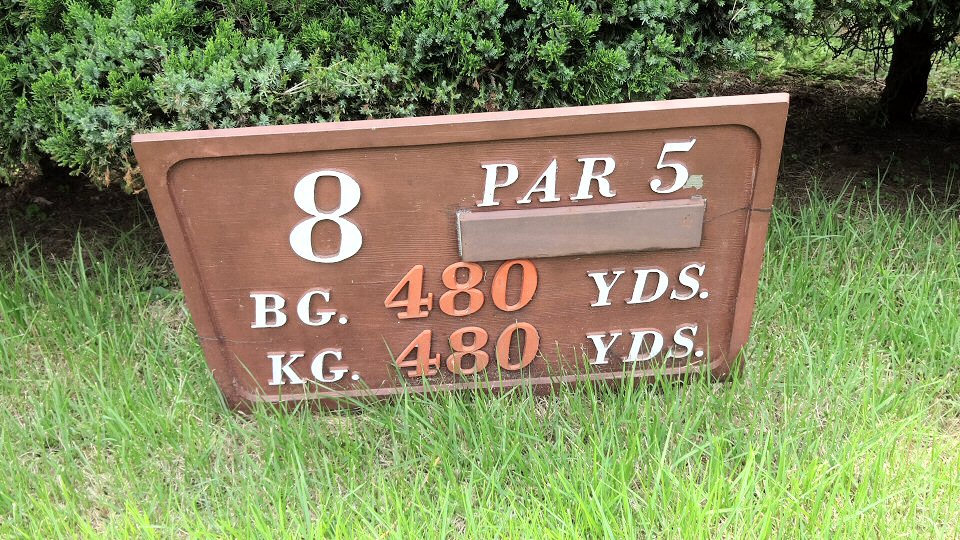 8 PAR 5
BG. 480 YDS.
KG. 480 YDS.